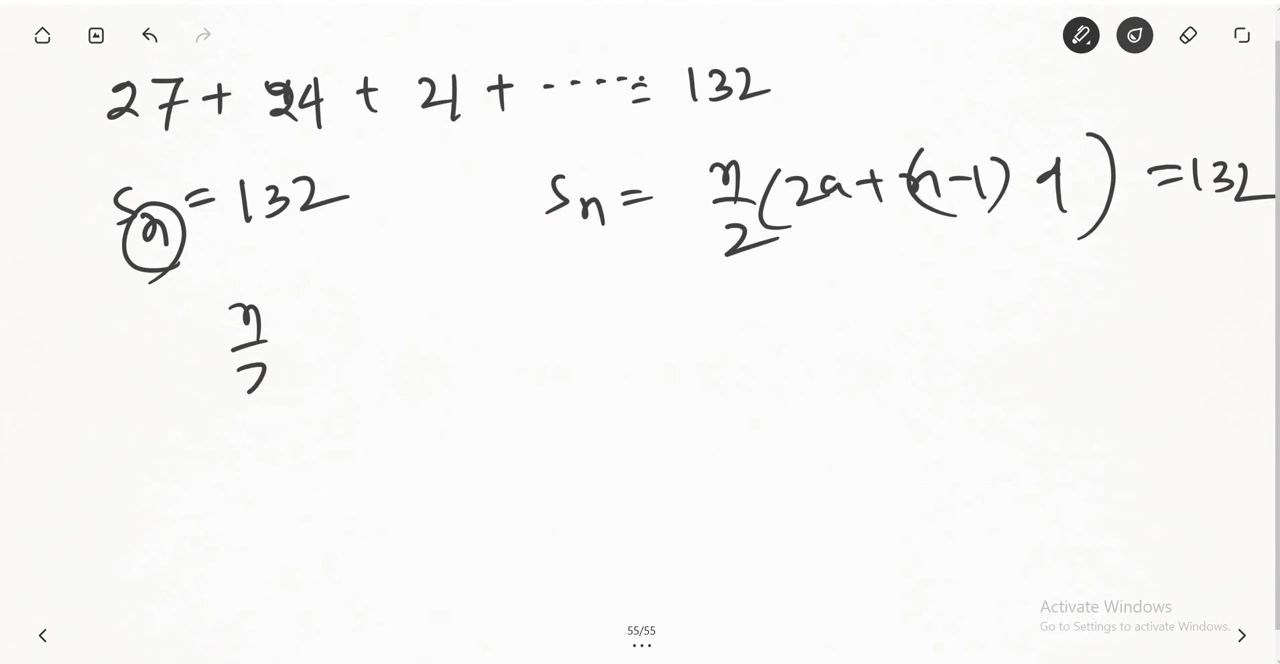 27 + 24 + 21 + ..... = 132
Sn = 132
Sn = n/2 (2a + (n-1) d) = 132
n/2
Activate Windows
Go to Settings to activate Windows.
55/55